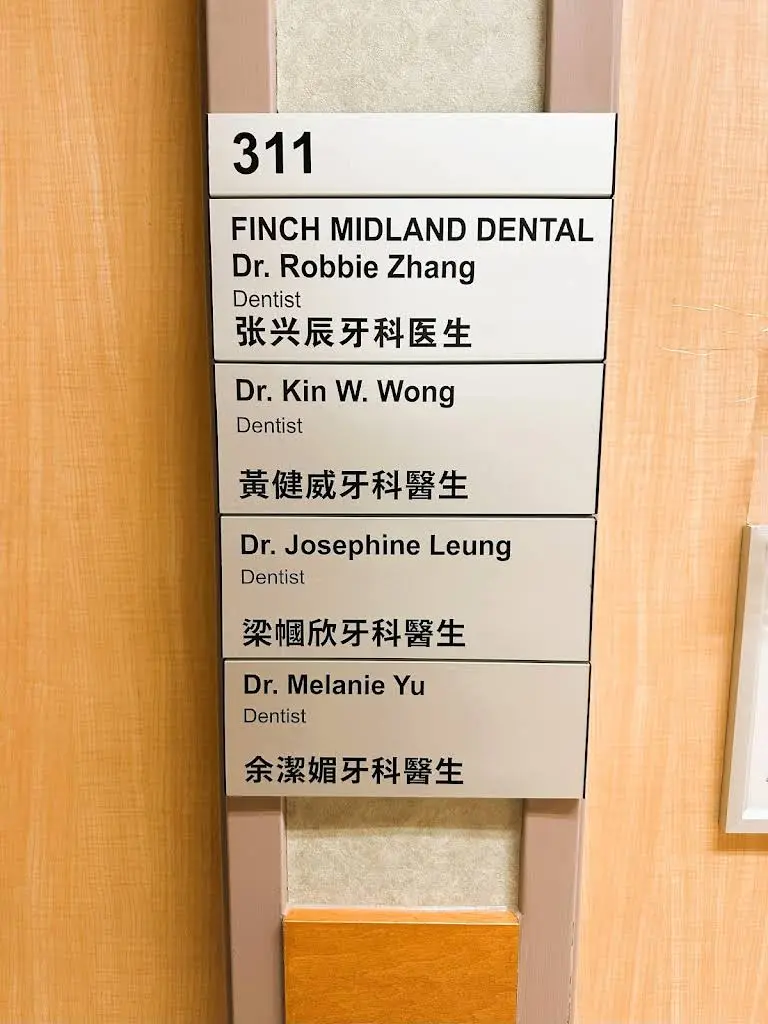 311
FINCH MIDLAND DENTAL
Dr. Robbie Zhang
Dentist
张兴辰牙科医生
Dr. Kin W. Wong
Dentist
黃健威牙科醫生
Dr. Josephine Leung
Dentist
梁幗欣牙科醫生
Dr. Melanie Yu
Dentist
余潔媚牙科醫生